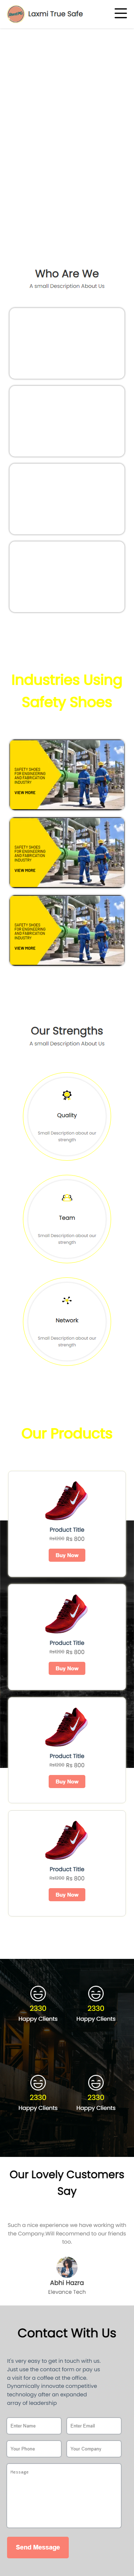 Laxmi True Safe
Who Are We
A small Description About Us
Industries Using
Safety Shoes
SAFETY SHOES
FOR ENGINEERING
AND FABRICATION
INDUSTRY
VIEW MORE
SAFETY SHOES
FOR ENGINEERING
AND FABRICATION
INDUSTRY
VIEW MORE
SAFETY SHOES
FOR ENGINEERING
AND FABRICATION
INDUSTRY
VIEW MORE
Our Strengths
A small Description About Us
Quality
Small Description about our
strength
Team
Small Description about our
strength
Network
Small Description about our
strength
Our Products
Product Title
Rs 800
Buy Now
Product Title
Rs 800
Buy Now
Product Title
Rs 800
Buy Now
Product Title
Rs 800
Buy Now
2330 2330
Happy Clients Happy Clients
2330 2330
Happy Clients Happy Clients
Our Lovely Customers
Say
Such a nice experience we have working with
the Company Will Recommend to our friends
too.
Abhi Hazra
Elevance Tech
Contact With Us
It's very easy to get in touch with us.
Just use the contact form or pay us
a visit for a coffee at the office.
Dynamically innovate competitive
technology after an expanded
array of leadership
Enter Name Enter Email
Your Phone Your Company
Message
Send Message